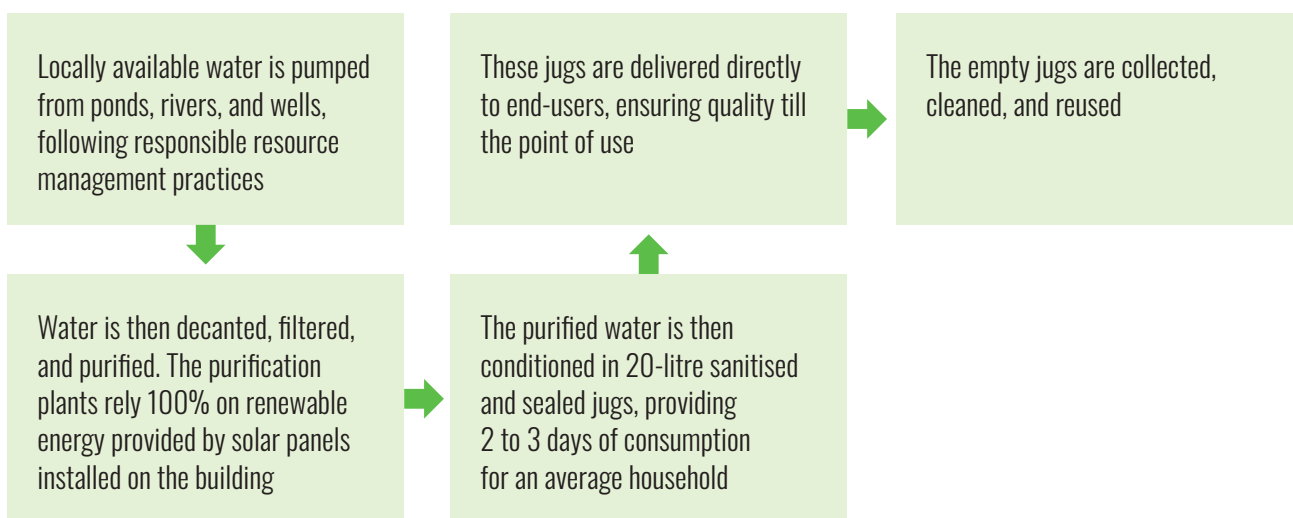 Locally available water is pumped
from ponds, rivers, and wells,
following responsible resource
management practices
Water is then decanted, filtered,
and purified. The purification
plants rely 100% on renewable
energy provided by solar panels
installed on the building
The purified water is then
conditioned in 20-litre sanitised
and sealed jugs, providing
2 to 3 days of consumption
for an average household
These jugs are delivered directly
to end-users, ensuring quality till
the point of use
The empty jugs are collected,
cleaned, and reused